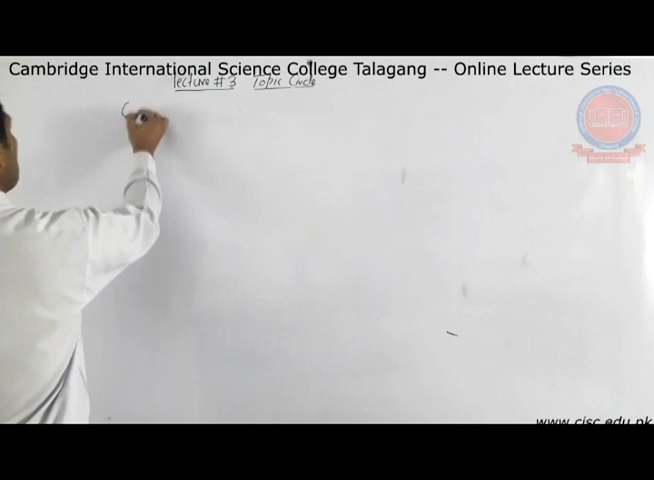 Cambridge International Science College Talagang -- Online Lecture Series
lecture # 3 Topic Circle
www.cisc.edu.pk